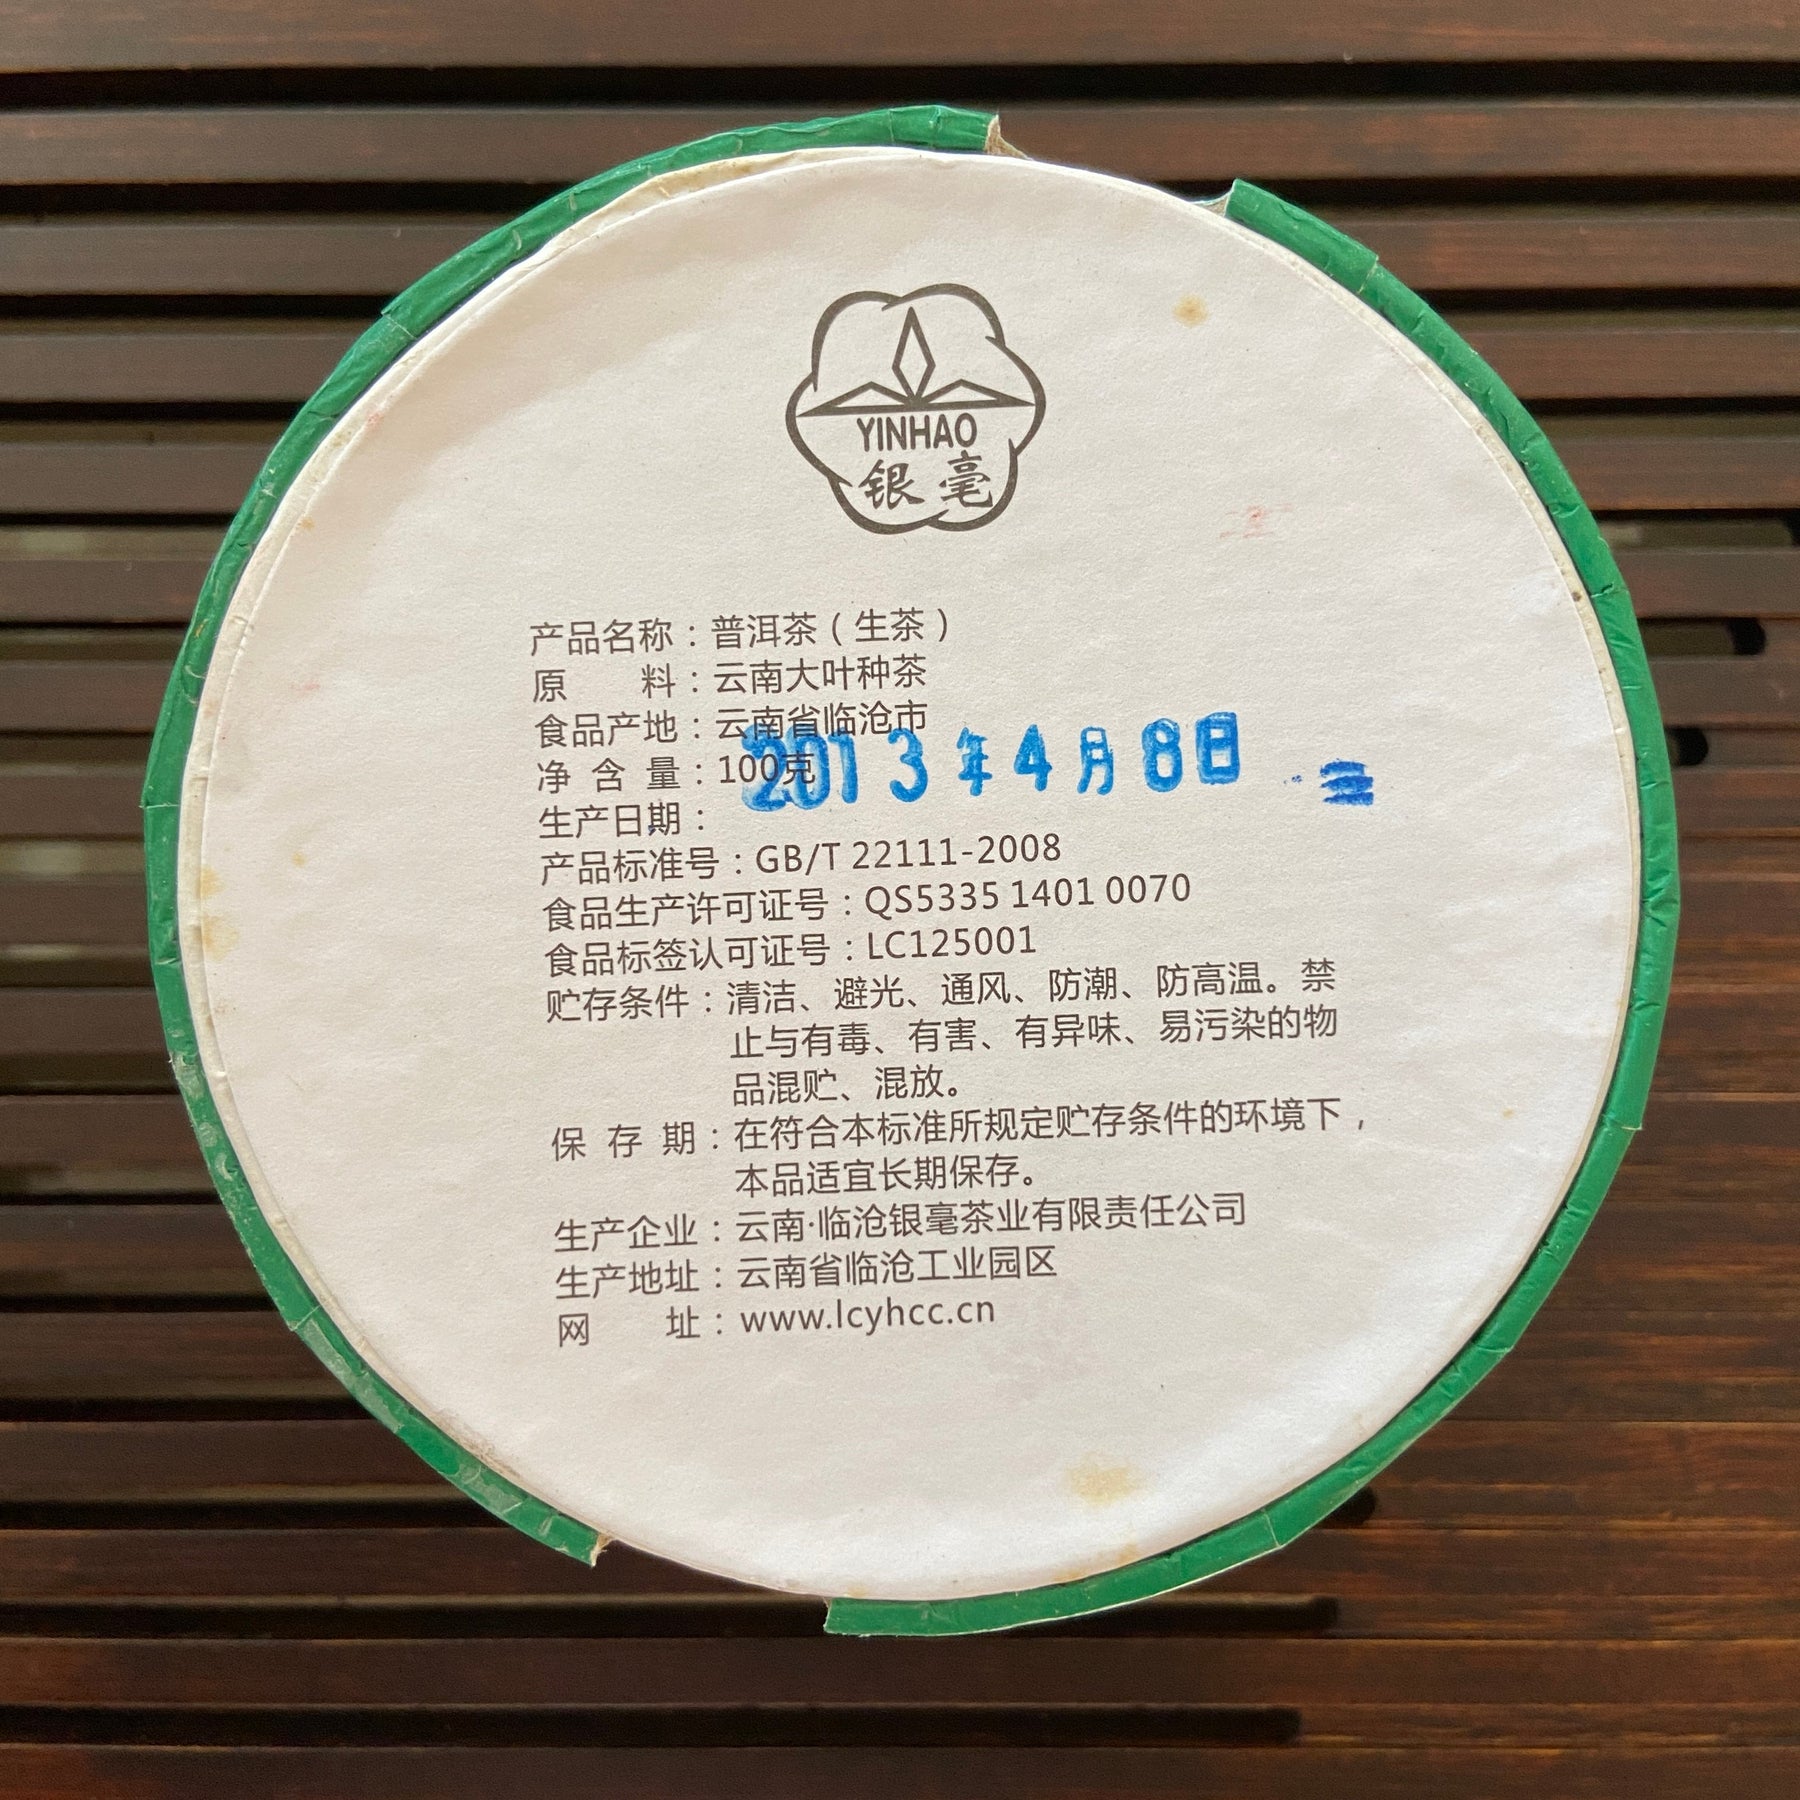 YINHAO
银毫
产品名称：普洱茶（生茶）
原 料：云南大叶种茶
食品产地：云南省临沧市
净 含 量：100克
2013年4月8日
生产日期：
产品标准号：GB/T 22111-2008
食品生产许可证号：QS5335 1401 0070
食品标签认可证号：LC125001
贮存条件：清洁、避光、通风、防潮、防高温。禁
止与有毒、有害、有异味、易污染的物
品混贮、混放。
保 存 期：在符合本标准所规定贮存条件的环境下，
本品适宜长期保存。
生产企业：云南·临沧银毫茶业有限责任公司
生产地址：云南省临沧工业园区
网 址：www.lcyhcc.cn